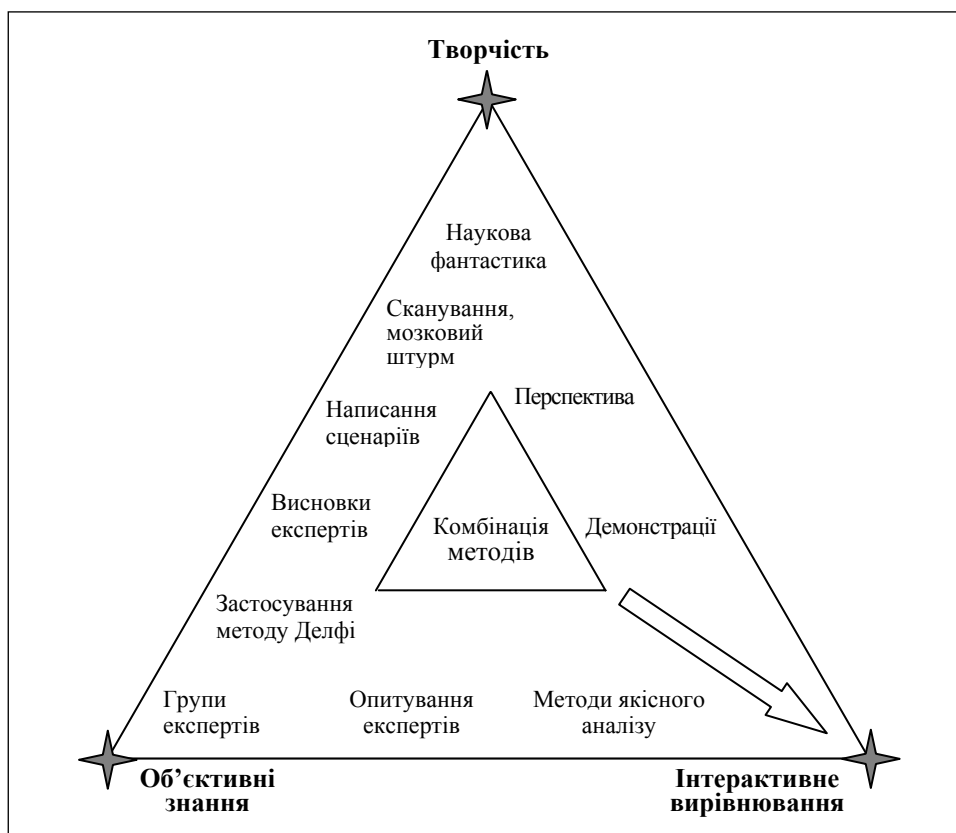 Творчість
Наукова
фантастика
Сканування,
мозковий
штурм
Перспектива
Написання
сценаріїв
Висновки
експертів
Комбінація
методів
Демонстрації
Застосування
методу Делфі
Групи
експертів
Опитування
експертів
Методи якісного
аналізу
Об’єктивні
знання
Інтерактивне
вирівнювання